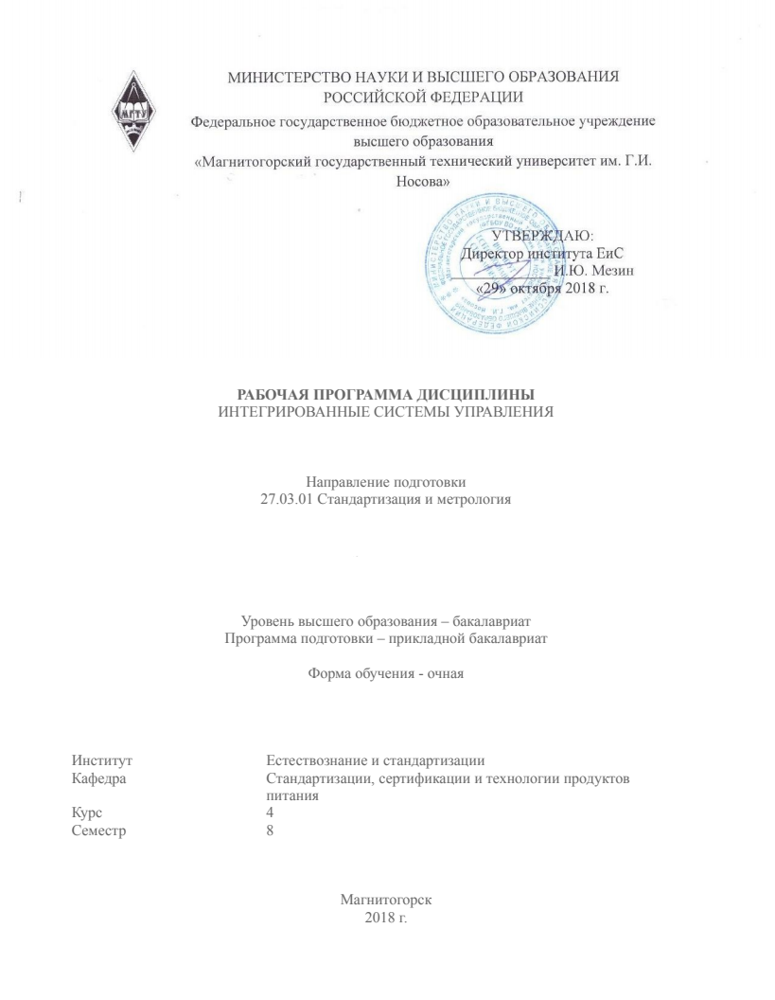 МИНИСТЕРСТВО НАУКИ И ВЫСШЕГО ОБРАЗОВАНИЯ
РОССИЙСКОЙ ФЕДЕРАЦИИ
Федеральное государственное бюджетное образовательное учреждение
высшего образования
«Магнитогорский государственный технический университет им. Г.И.
Носова»
МГТУ
УТВЕРЖДАЮ:
Директор института ЕиС
И.Ю. Мезин
«29» октября 2018 г.
РАБОЧАЯ ПРОГРАММА ДИСЦИПЛИНЫ
ИНТЕГРИРОВАННЫЕ СИСТЕМЫ УПРАВЛЕНИЯ
Направление подготовки
27.03.01 Стандартизация и метрология
Уровень высшего образования – бакалавриат
Программа подготовки – прикладной бакалавриат
Форма обучения - очная
Институт Естествознание и стандартизации
Кафедра Стандартизации, сертификации и технологии продуктов
питания
Курс 4
Семестр 8
Магнитогорск
2018 г.